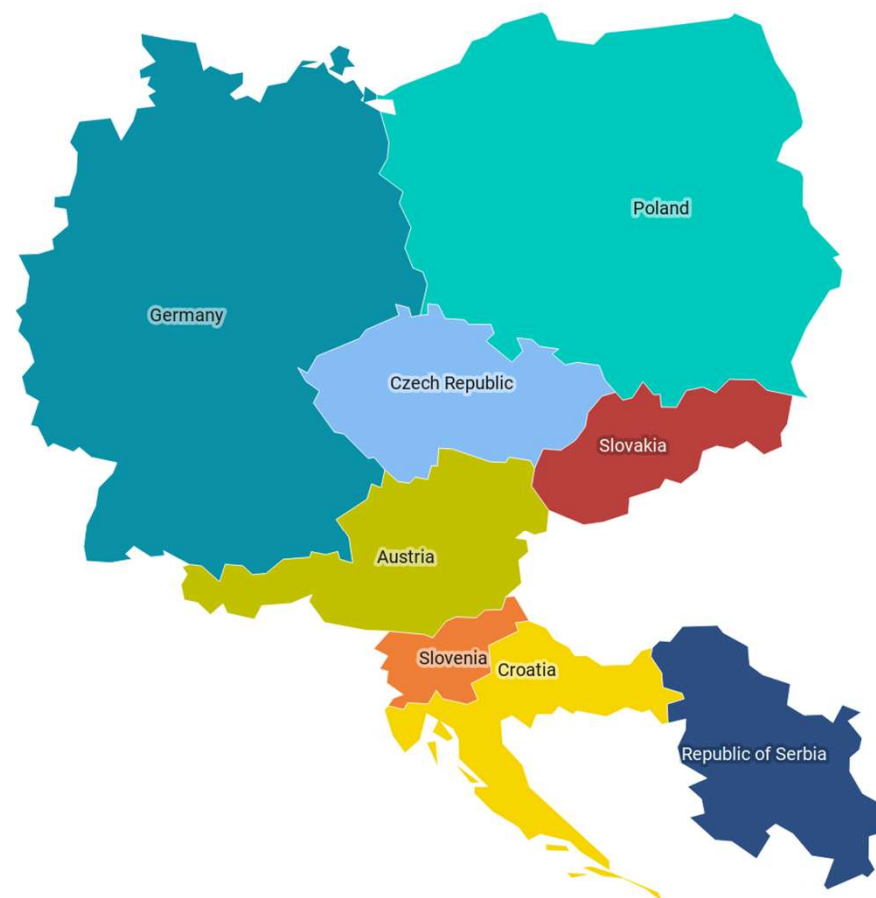 Poland
Germany
Czech Republic
Slovakia
Austria
Slovenia
Croatia
Republic of Serbia